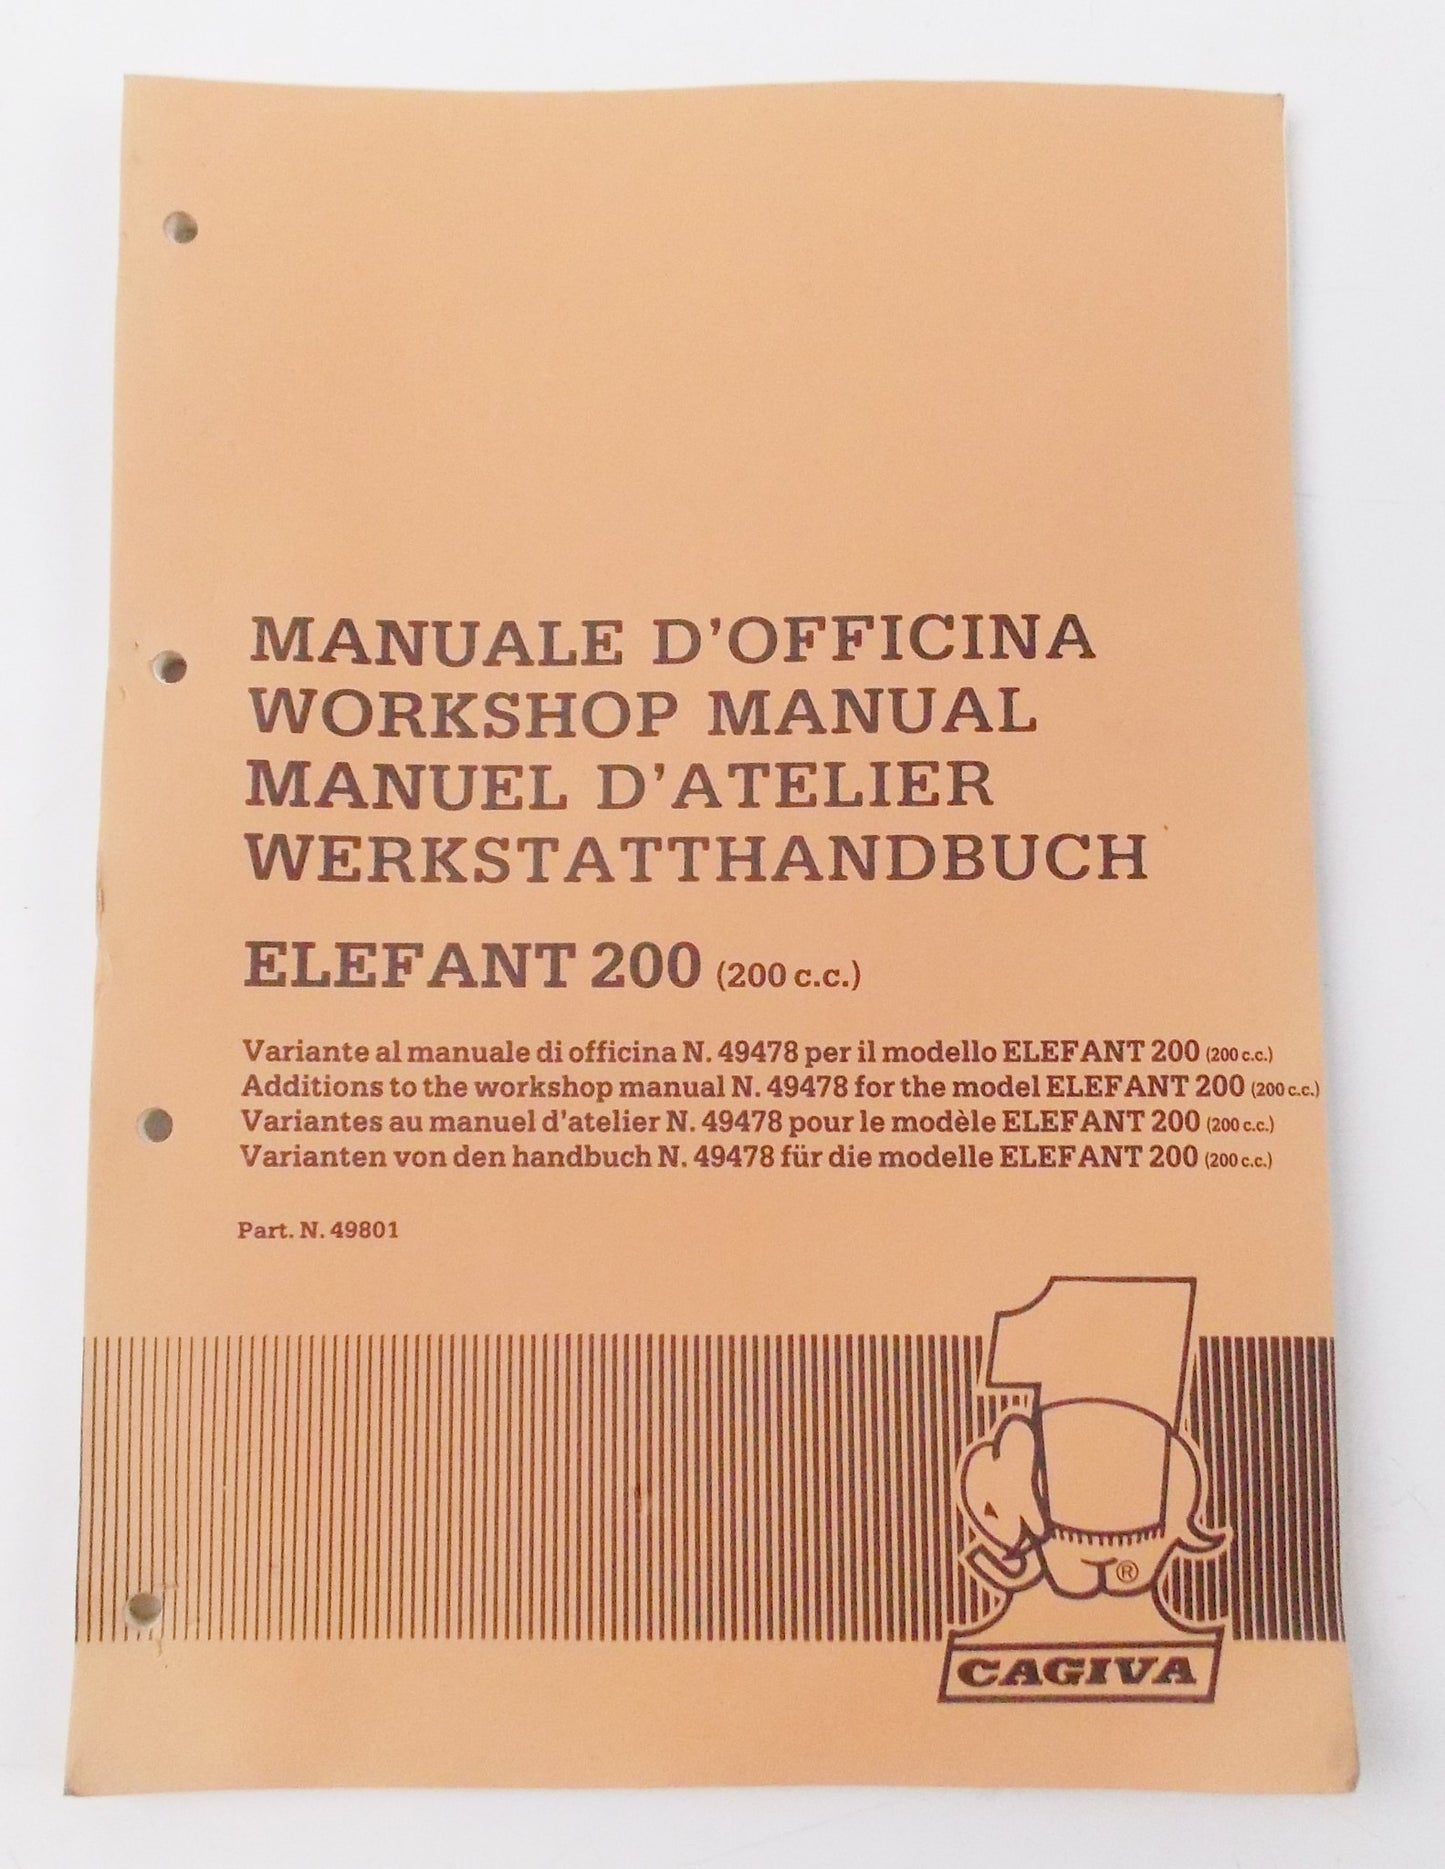 MANUALE D'OFFICINA
WORKSHOP MANUAL
MANUEL D'ATELIER
WERKSTATTHANDBUCH
ELEFANT 200 (200 c.c.)
Variante al manuale di officina N. 49478 per il modello ELEFANT 200 (200 c.c.)
Additions to the workshop manual N. 49478 for the model ELEFANT 200 (200 c.c.)
Variantes au manuel d'atelier N. 49478 pour le modèle ELEFANT 200 (200 c.c.)
Varianten von den handbuch N. 49478 für die modelle ELEFANT 200 (200 c.c.)
Part. N. 49801
1
®
CAGIVA